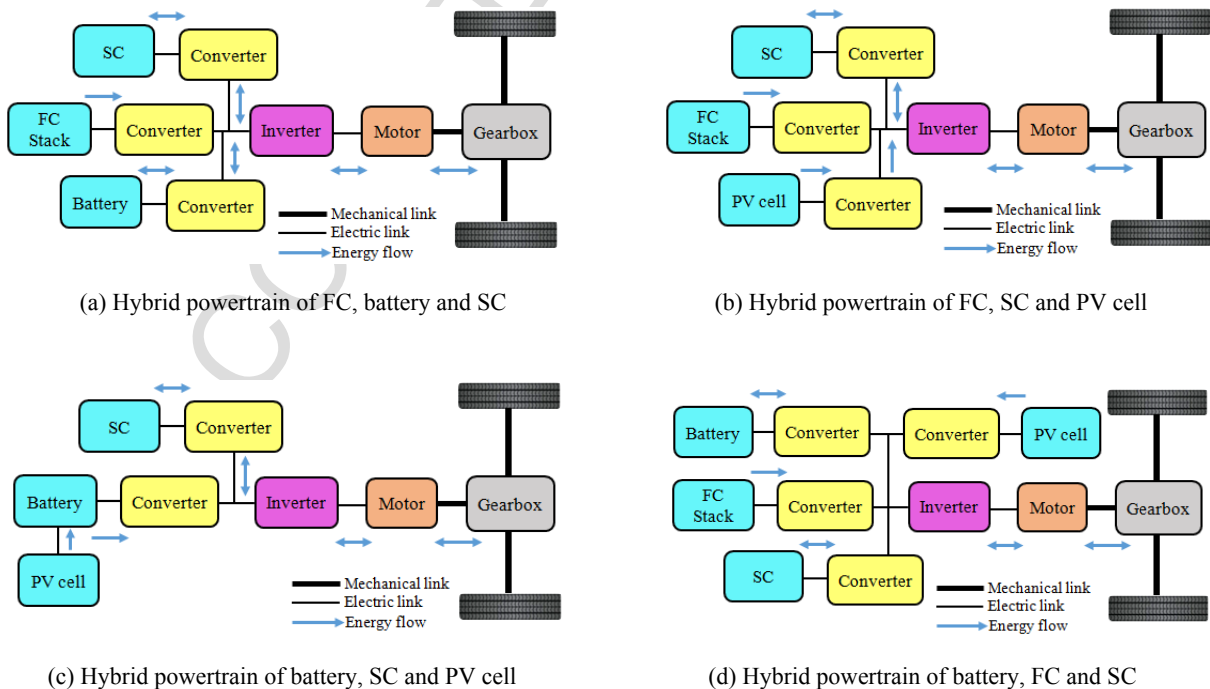 SC
Converter
FC
Stack
Converter
Inverter
Motor
Gearbox
Battery
Converter
Mechanical link
Electric link
Energy flow
(a) Hybrid powertrain of FC, battery and SC
SC
Converter
FC
Stack
Converter
Inverter
Motor
Gearbox
PV cell
Converter
Mechanical link
Electric link
Energy flow
(b) Hybrid powertrain of FC, SC and PV cell
SC
Converter
Battery
Converter
Inverter
Motor
Gearbox
PV cell
Mechanical link
Electric link
Energy flow
(c) Hybrid powertrain of battery, SC and PV cell
Battery
Converter
Converter
PV cell
FC
Stack
Converter
Inverter
Motor
Gearbox
SC
Converter
Mechanical link
Electric link
Energy flow
(d) Hybrid powertrain of battery, FC and SC